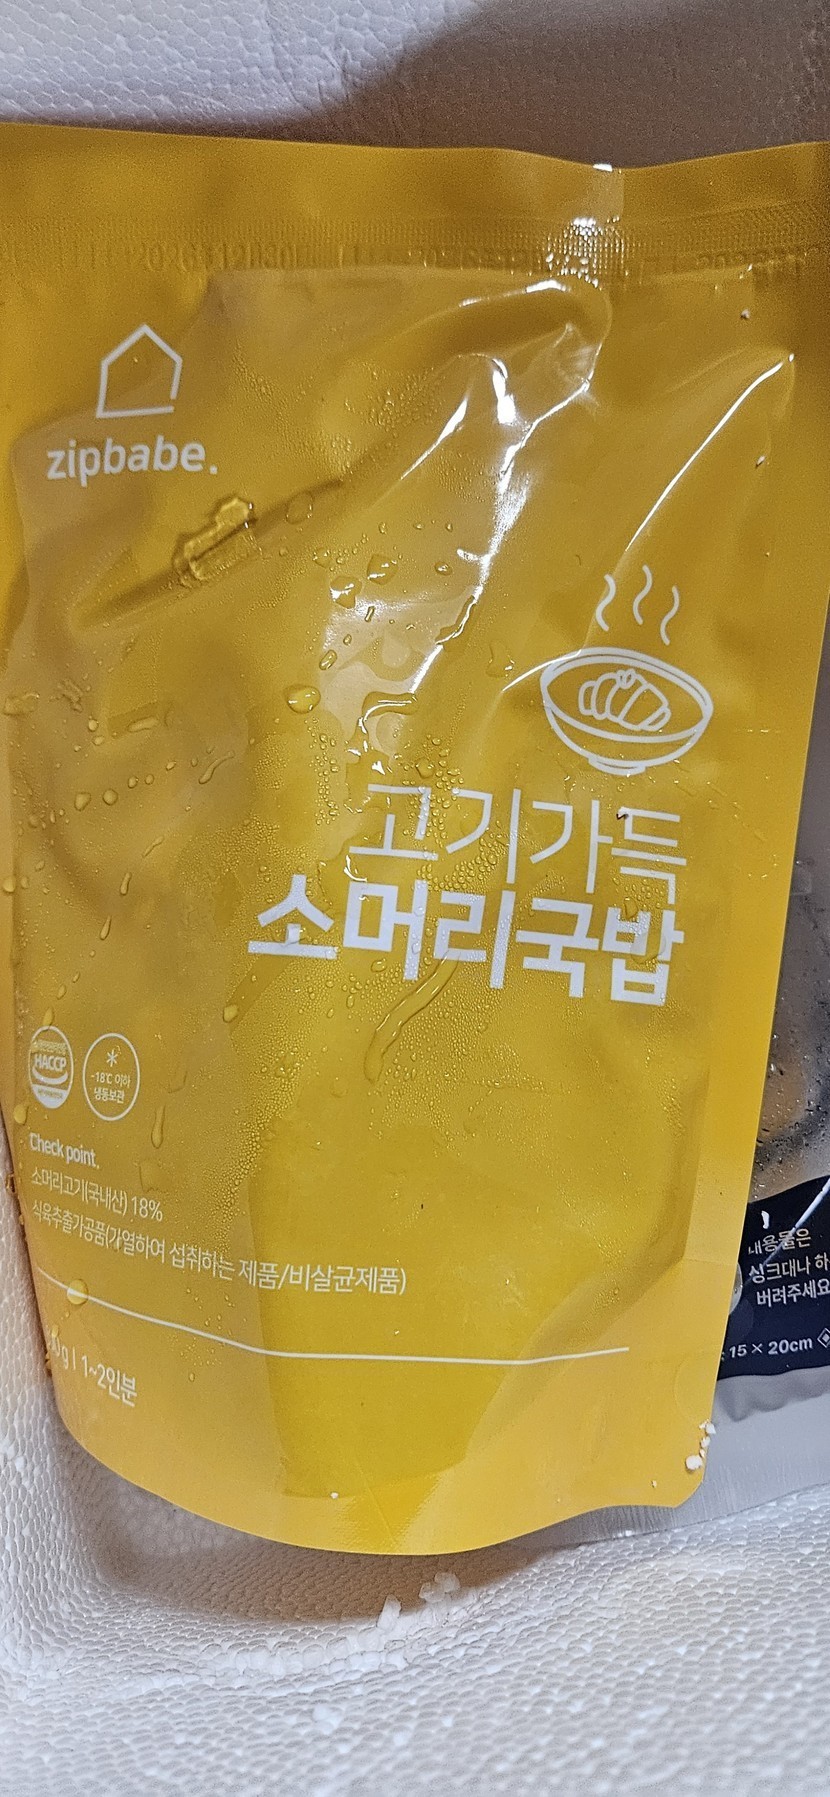 zipbabe.
고기가득
소머리국밥
HACCP
-18℃ 이하
냉동보관
Check point.
소머리고기(국내산) 18%
식육추출가공품(가열하여 섭취하는 제품/비살균제품)
1~2인분
내용물은
싱크대나 하
버려주세요
15 × 20cm